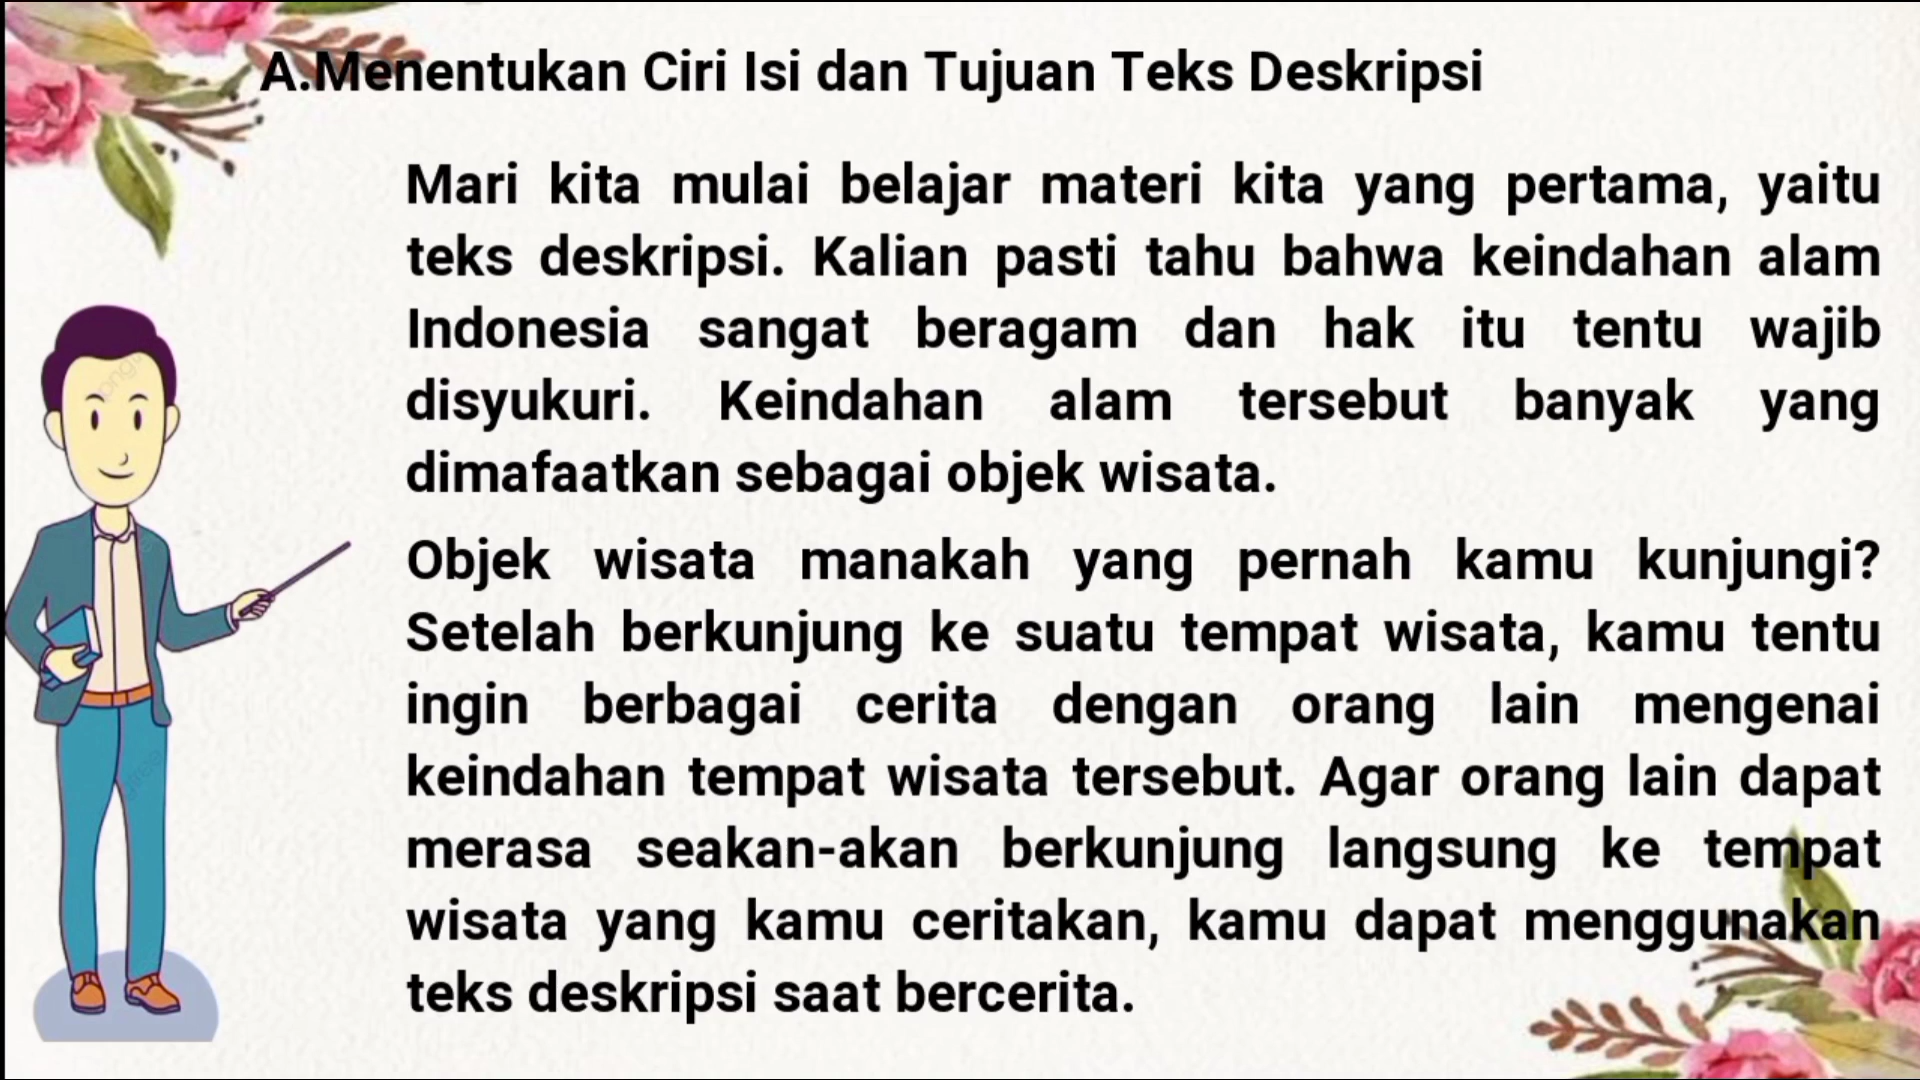 A.Menentukan Ciri Isi dan Tujuan Teks Deskripsi
Mari kita mulai belajar materi kita yang pertama, yaitu
teks deskripsi. Kalian pasti tahu bahwa keindahan alam
Indonesia sangat beragam dan hak itu tentu wajib
disyukuri. Keindahan alam tersebut banyak yang
dimafaatkan sebagai objek wisata.
Objek wisata manakah yang pernah kamu kunjungi?
Setelah berkunjung ke suatu tempat wisata, kamu tentu
ingin berbagai cerita dengan orang lain mengenai
keindahan tempat wisata tersebut. Agar orang lain dapat
merasa seakan-akan berkunjung langsung ke tempat
wisata yang kamu ceritakan, kamu dapat menggunakan
teks deskripsi saat bercerita.